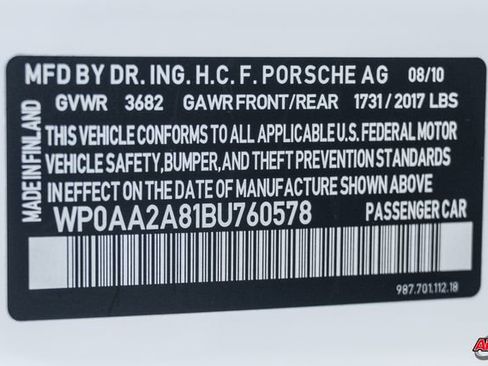 MFD BY DR. ING. H.C. F. PORSCHE AG 08/10
GVWR 3682 GAWR FRONT/REAR 1731 / 2017 LBS
MADE IN FINLAND
THIS VEHICLE CONFORMS TO ALL APPLICABLE U.S. FEDERAL MOTOR
VEHICLE SAFETY, BUMPER, AND THEFT PREVENTION STANDARDS
IN EFFECT ON THE DATE OF MANUFACTURE SHOWN ABOVE
WP0AA2A81BU760578 PASSENGER CAR
987.701.112.18